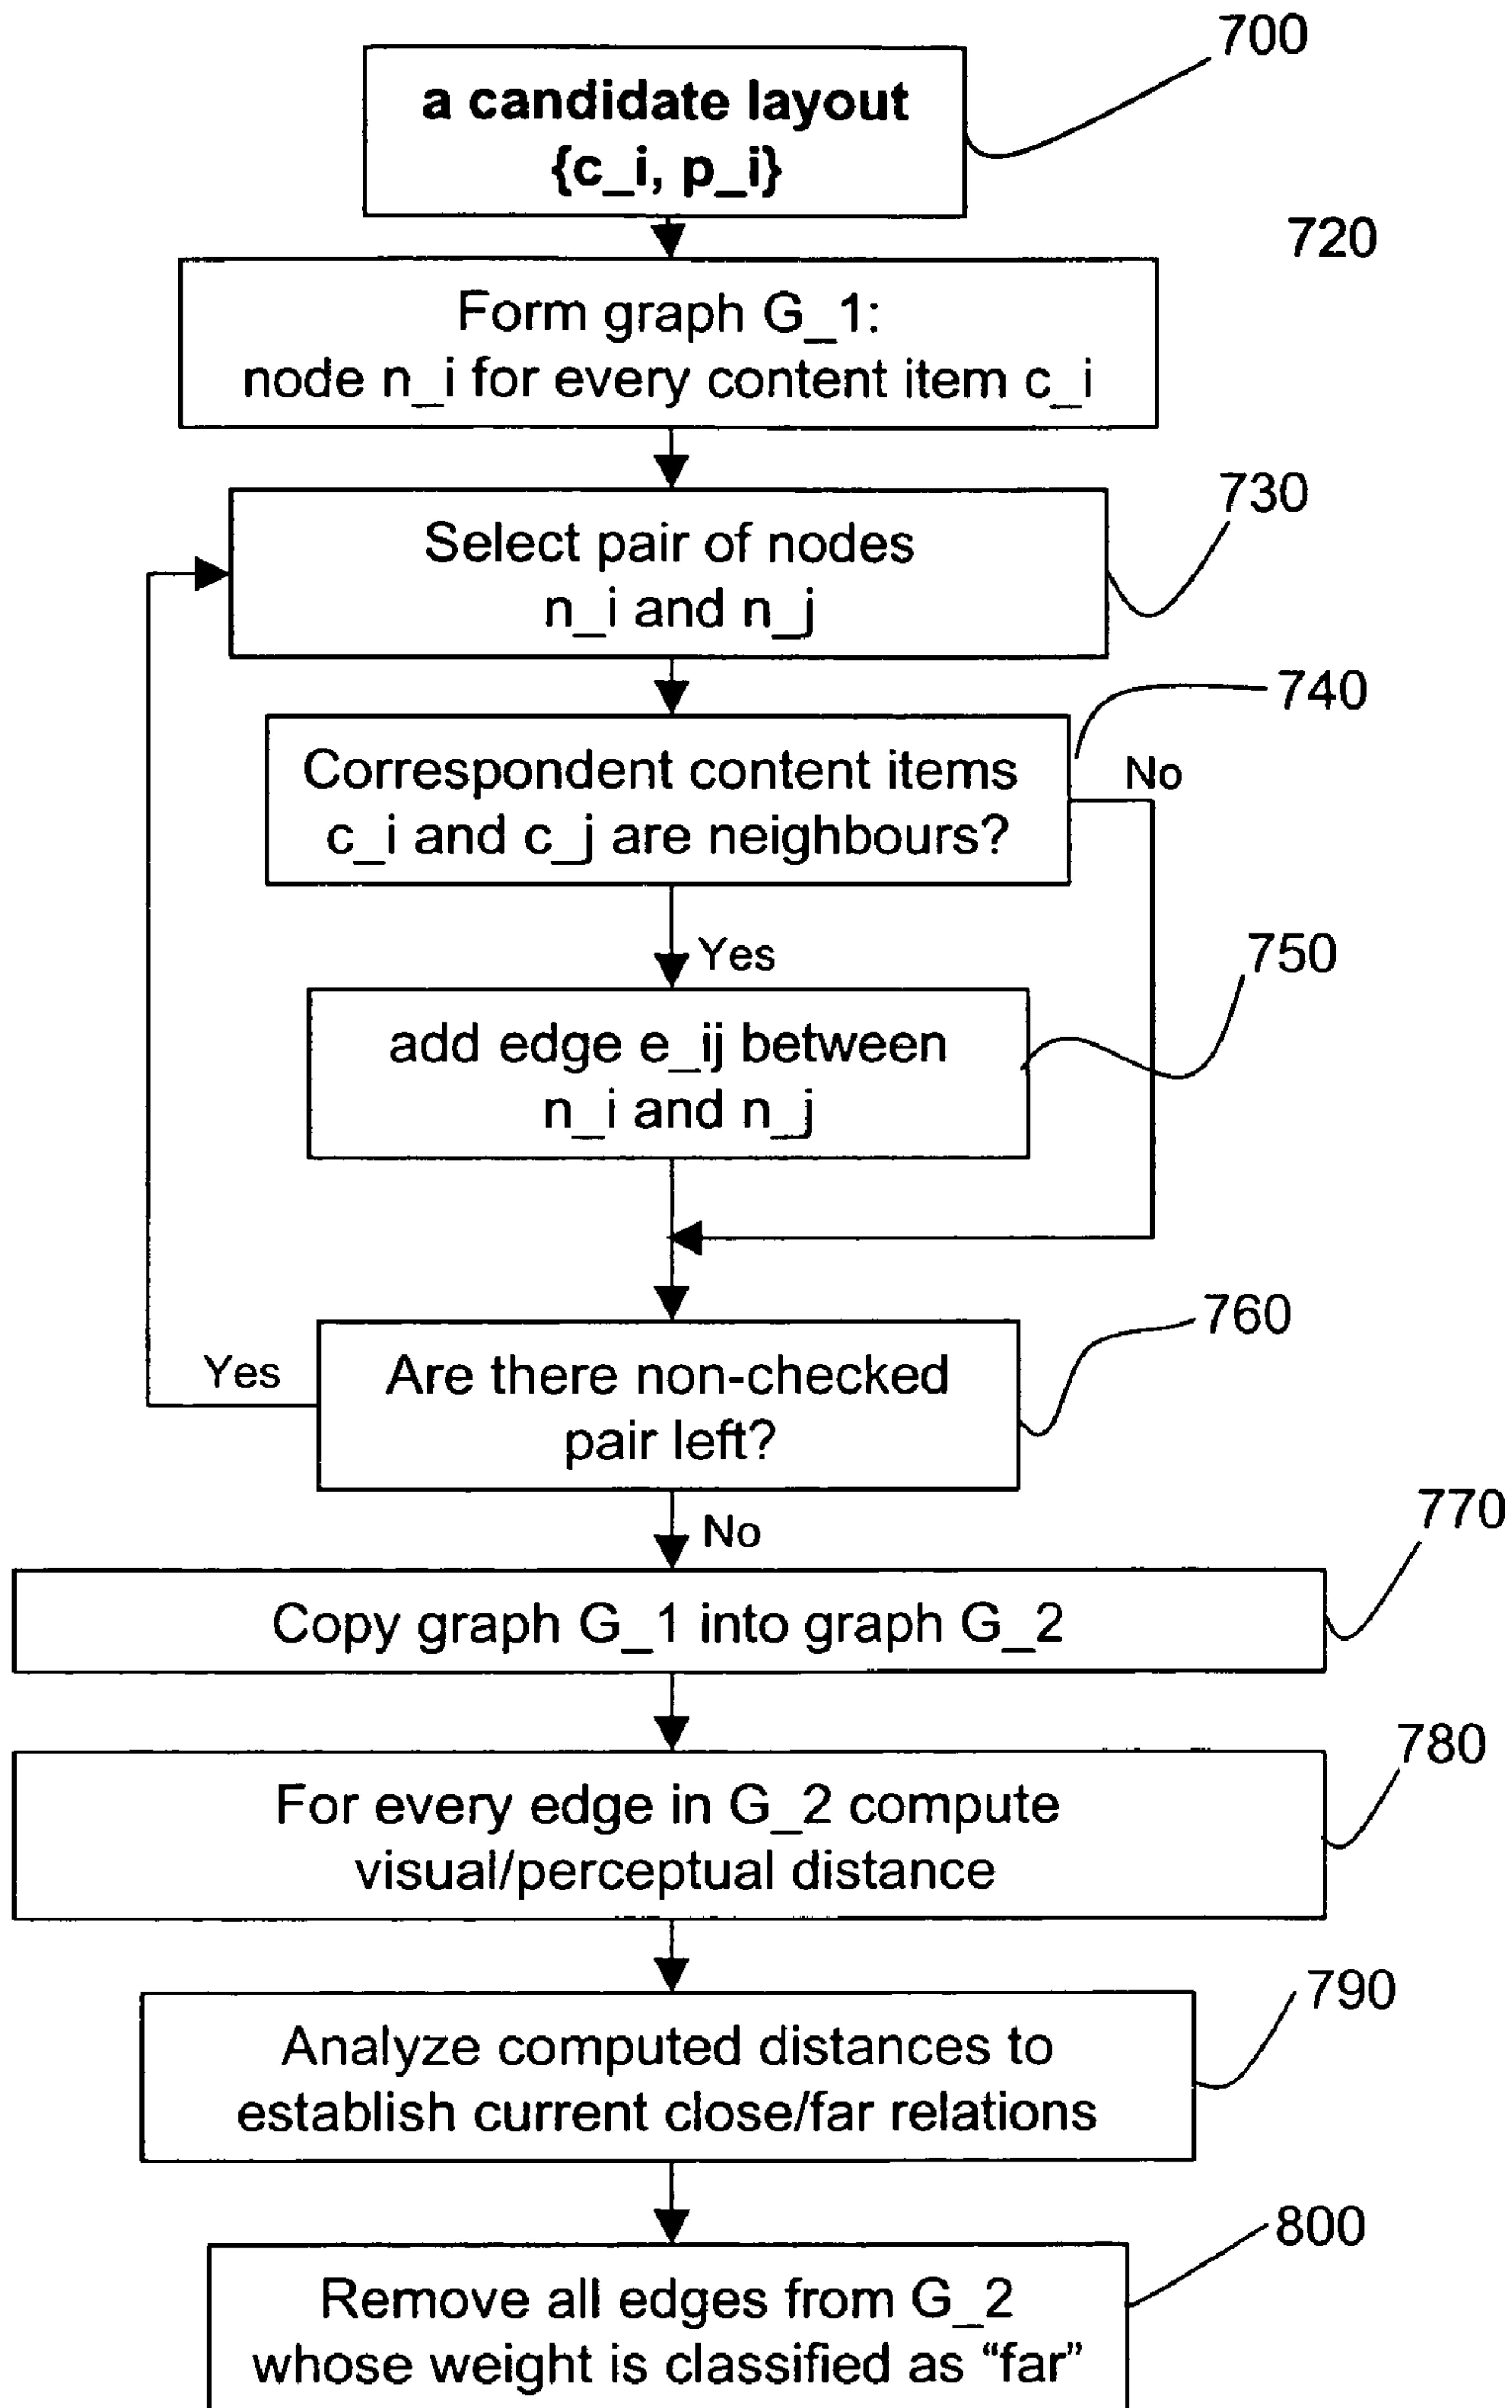 700
a candidate layout
{c_i, p_i}
720
Form graph G_1:
node n_i for every content item c_i
730
Select pair of nodes
n_i and n_j
740
Correspondent content items
c_i and c_j are neighbours?
No
Yes
750
add edge e_ij between
n_i and n_j
760
Yes
Are there non-checked
pair left?
No
770
Copy graph G_1 into graph G_2
780
For every edge in G_2 compute
visual/perceptual distance
790
Analyze computed distances to
establish current close/far relations
800
Remove all edges from G_2
whose weight is classified as “far”